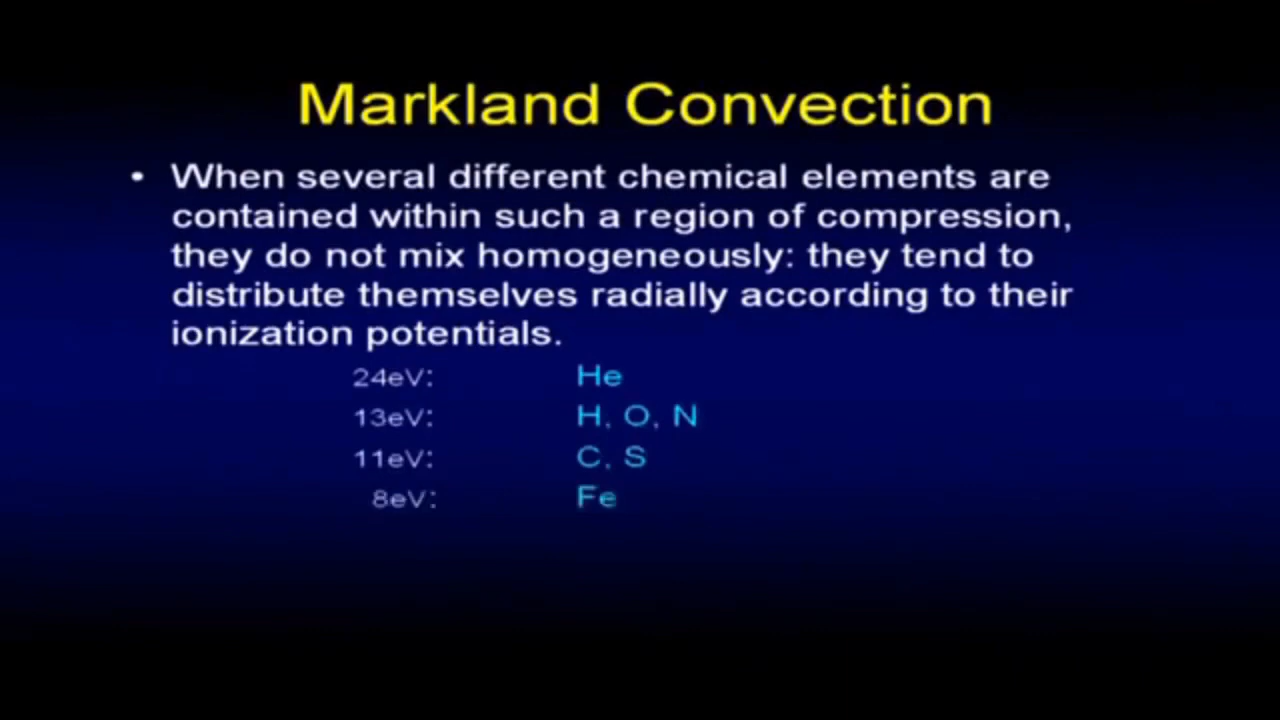 Markland Convection
• When several different chemical elements are
contained within such a region of compression,
they do not mix homogeneously: they tend to
distribute themselves radially according to their
ionization potentials.
24eV: He
13eV: H, O, N
11eV: C, S
8eV: Fe